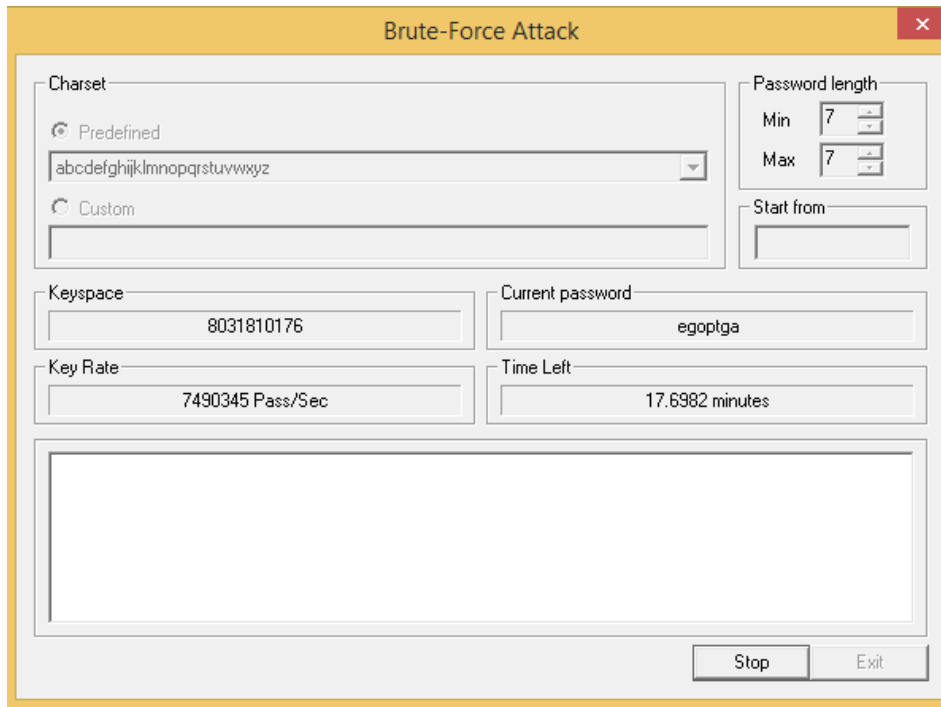 Brute-Force Attack
Charset
Predefined
abcdefghijklmnopqrstuvwxyz
Custom
Password length
Min 7
Max 7
Start from
Keyspace
8031810176
Current password
egoptga
Key Rate
7490345 Pass/Sec
Time Left
17.6982 minutes
Stop
Exit